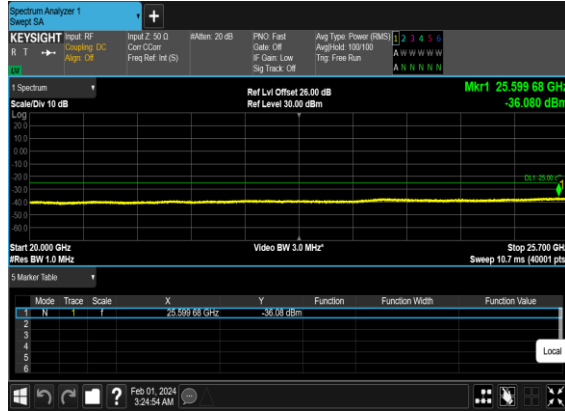 Spectrum Analyzer 1
Swept SA
KEYSIGHT Input: RF Input Z: 50 Ω #Atten: 20 dB PNO: Fast Avg Type: Power (RMS) 1 2 3 4 5 6
R T Coupling: DC Corr CCorr Gate: Off Avg|Hold: 100/100 A W W W W W
Align: Off Freq Ref: Int (S) IF Gain: Low Trig: Free Run
LV Sig Track: Off A N N N N N
1 Spectrum Ref Lvl Offset 26.00 dB Mkr1 25.599 68 GHz
Scale/Div 10 dB Ref Level 30.00 dBm -36.080 dBm
Log
20.0
10.0
0.00
-10.0
-20.0
DL1 -25.00
1
-30.0
-40.0
-50.0
-60.0
Start 20.000 GHz Video BW 3.0 MHz* Stop 25.700 GHz
#Res BW 1.0 MHz Sweep 10.7 ms (40001 pts
5 Marker Table
Mode Trace Scale X Y Function Function Width Function Value
1 N 1 f 25.599 68 GHz -36.08 dBm
2
3
4
5
6
Local
? Feb 01, 2024
3:24:54 AM